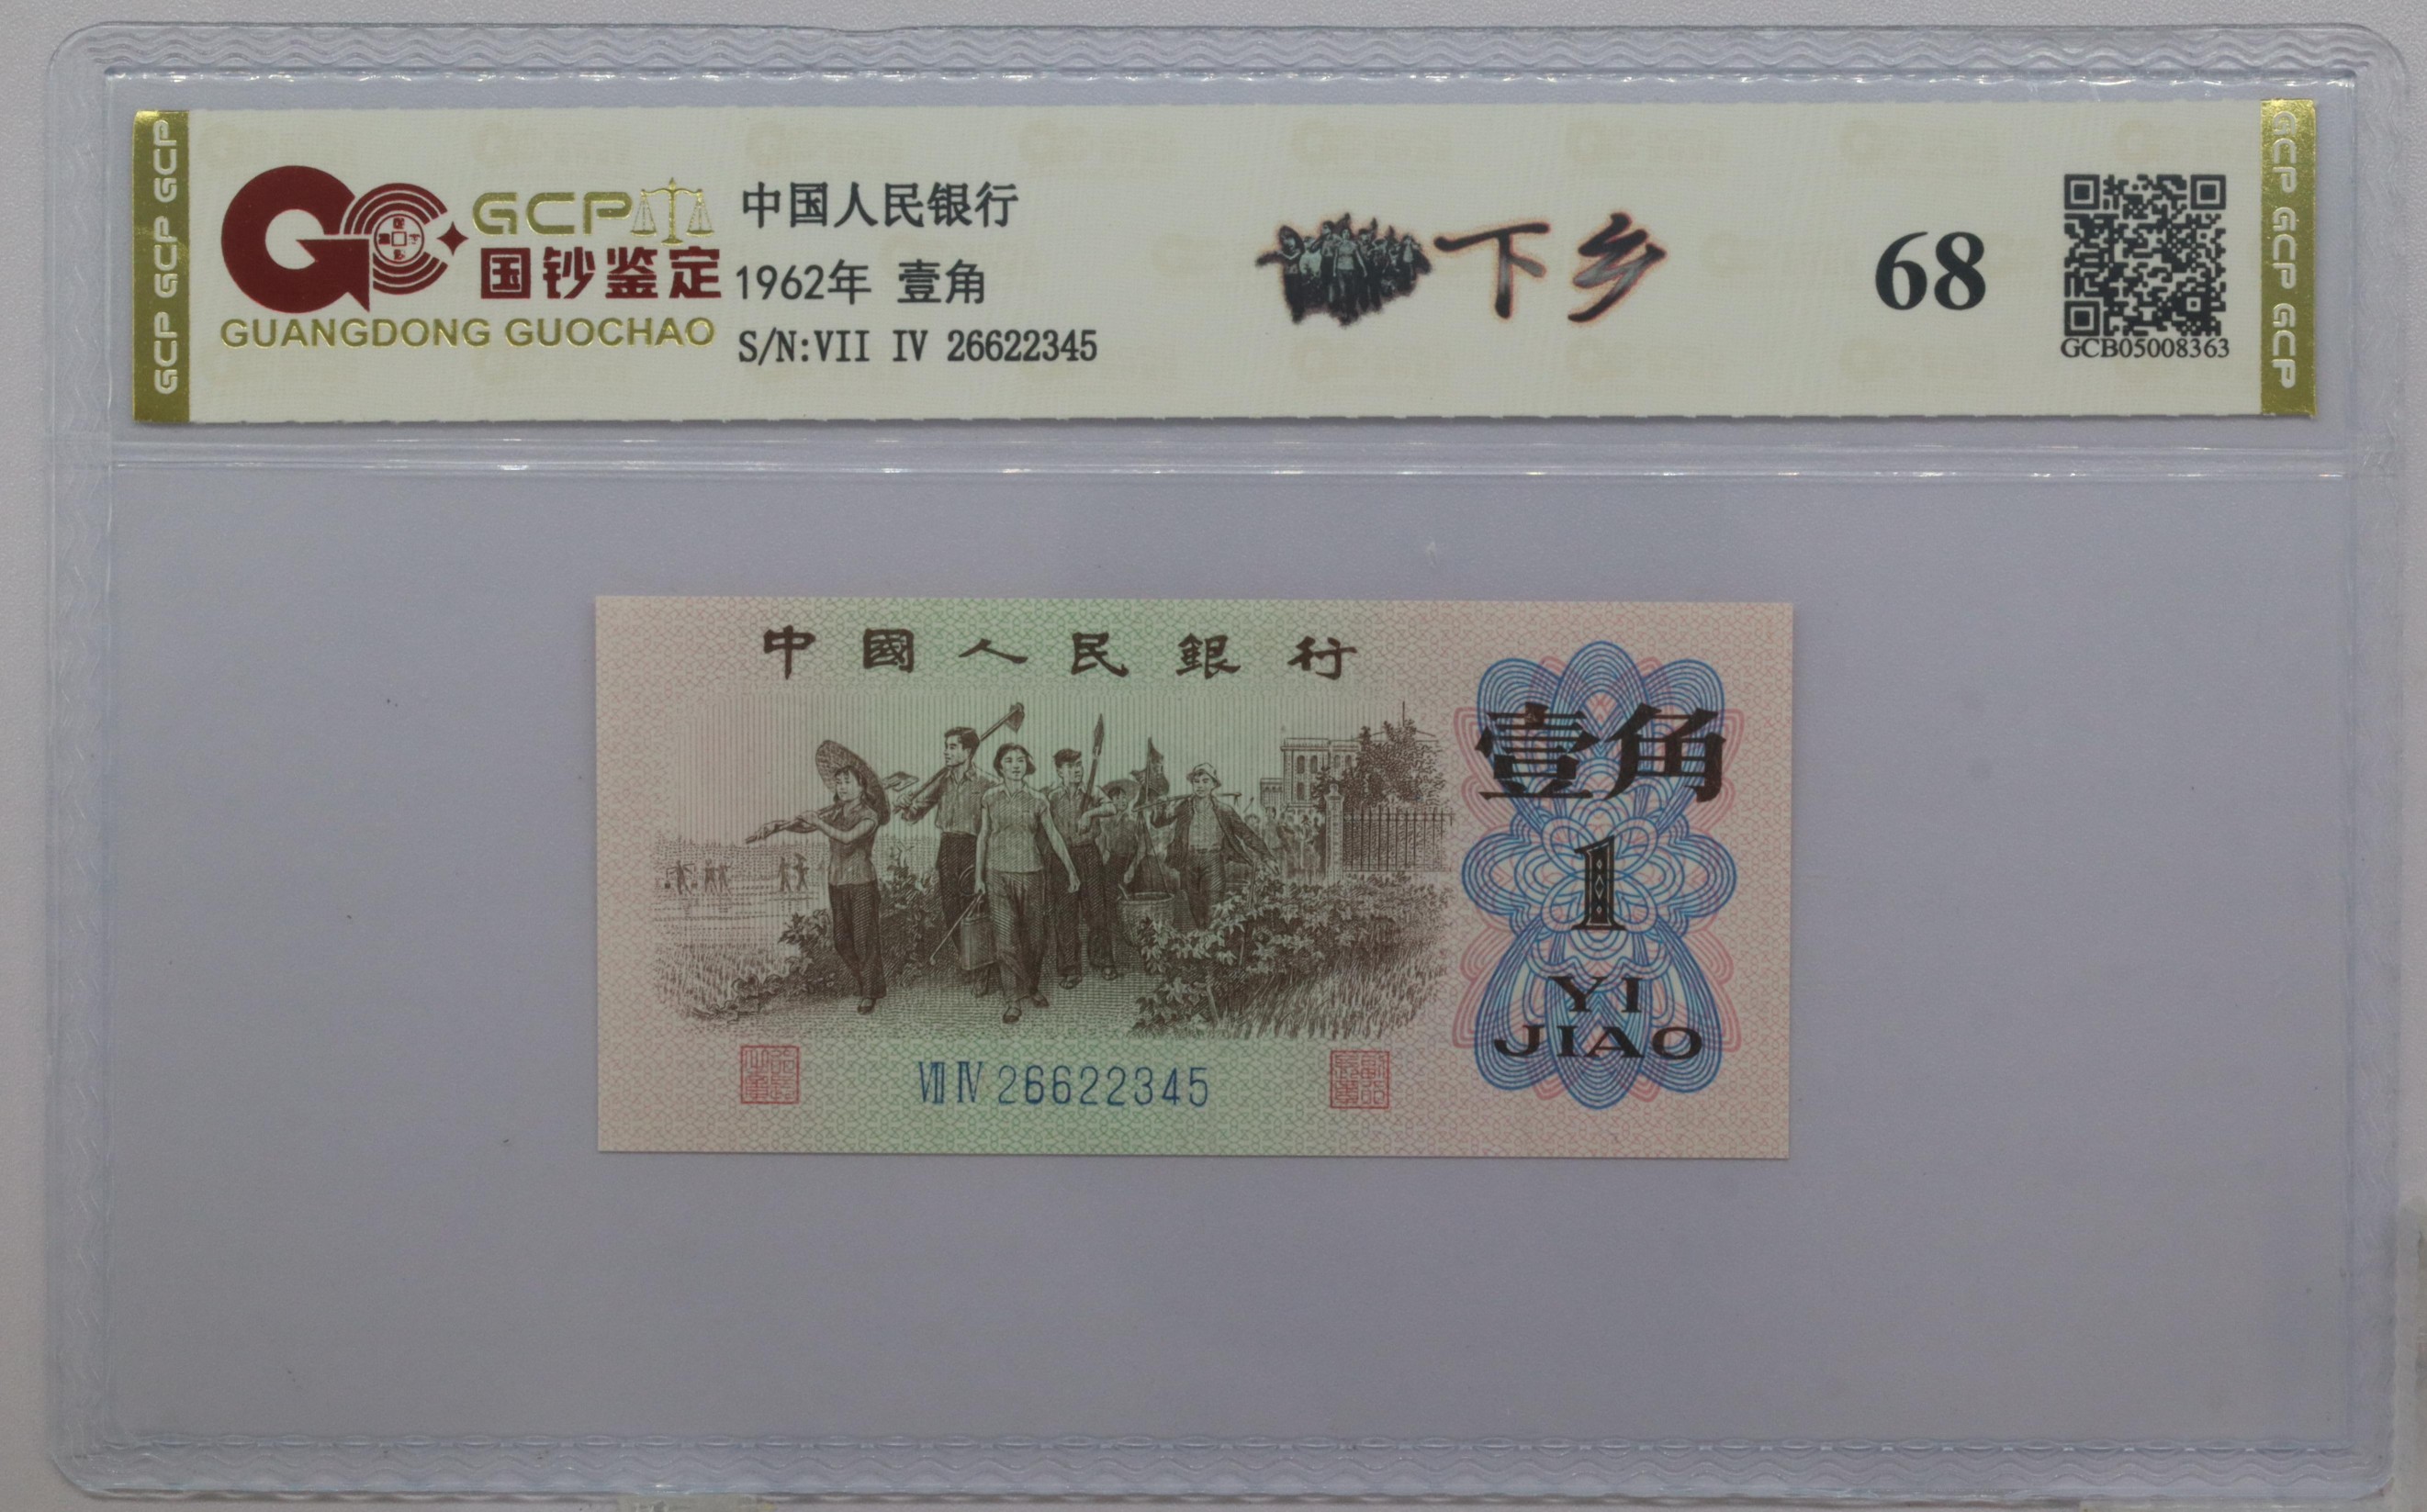 GCP GCP GCP
GCP
国钞鉴定
GUANGDONG GUOCHAO
中国人民银行
1962年 壹角
S/N:VII IV 26622345
下乡
68
GCB05008363
GCP GCP GCP
中國人民銀行
壹角
1
YI
JIAO
Ⅶ Ⅳ 26622345